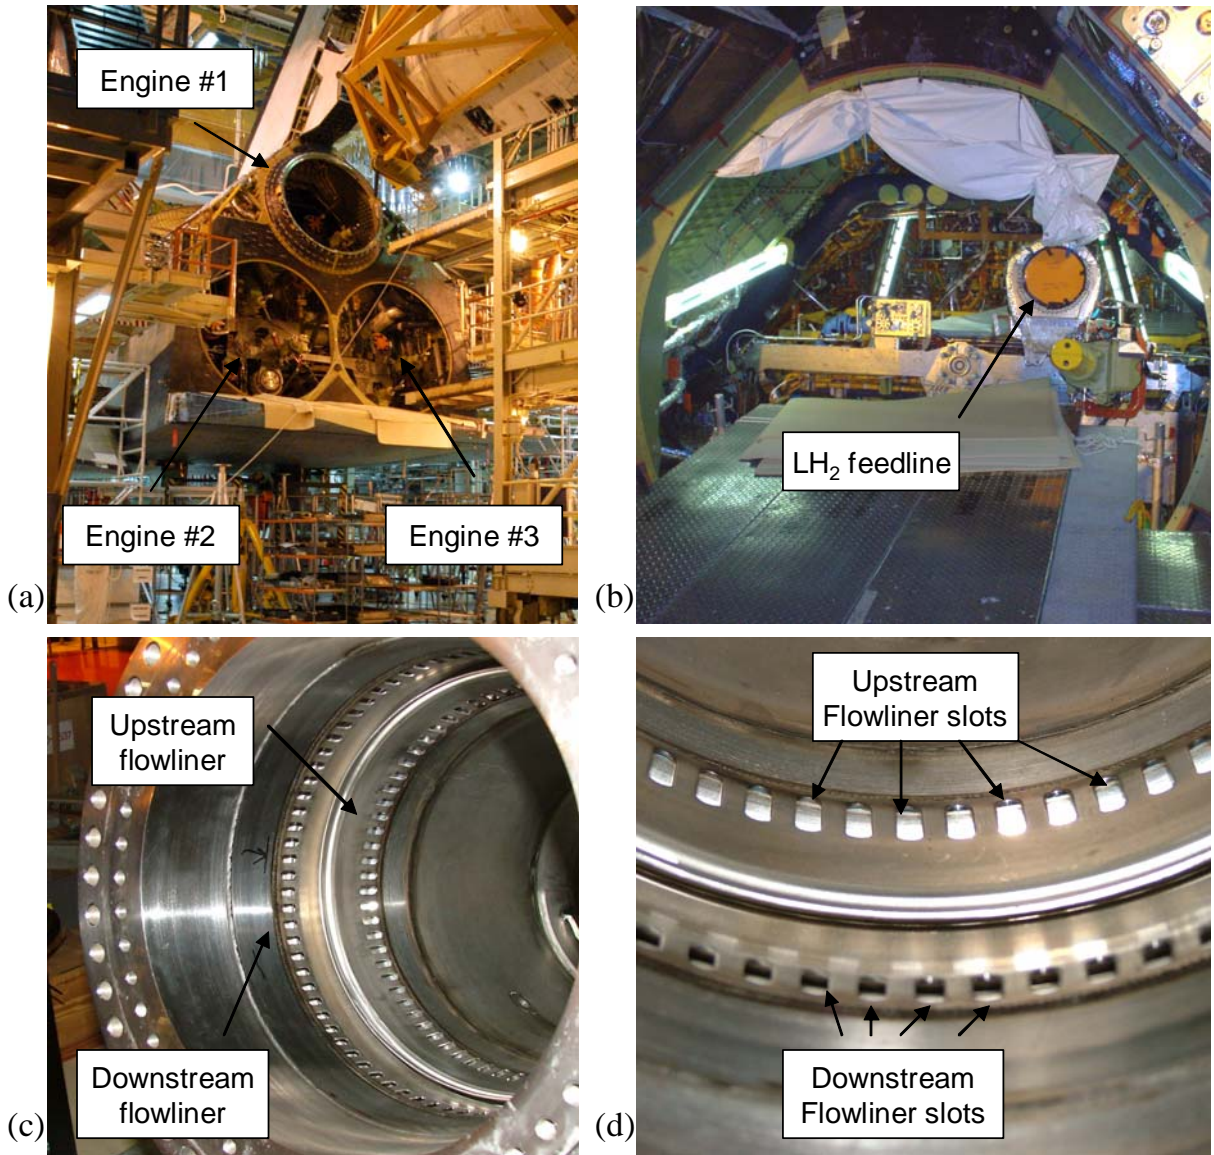 Engine #1
Engine #2
Engine #3
(a)
LH₂ feedline
(b)
Upstream
flowliner
Downstream
flowliner
(c)
Upstream
Flowliner slots
Downstream
Flowliner slots
(d)